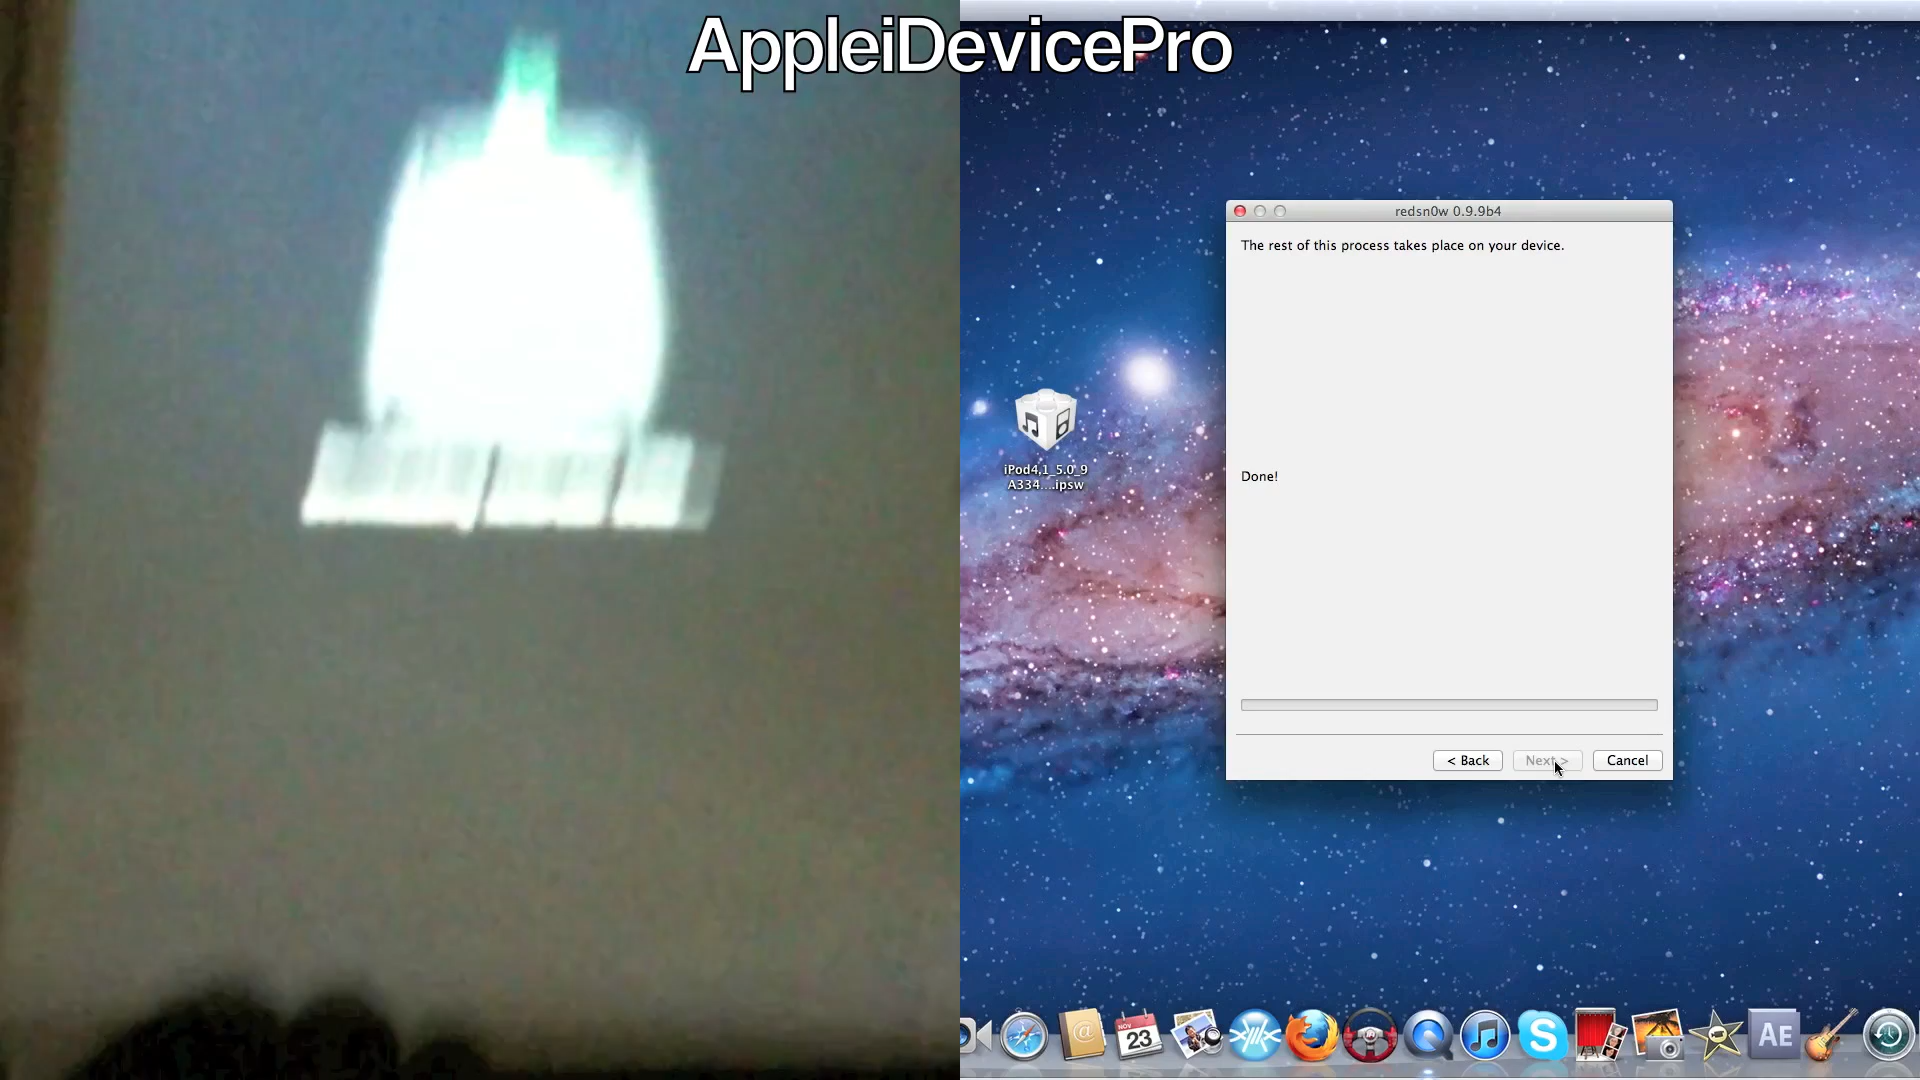 AppleiDevicePro
redsn0w 0.9.9b4
The rest of this process takes place on your device.
iPod4,1_5.0_9
A334....ipsw
Done!
< Back
Next >
Cancel
NOV
23
AE